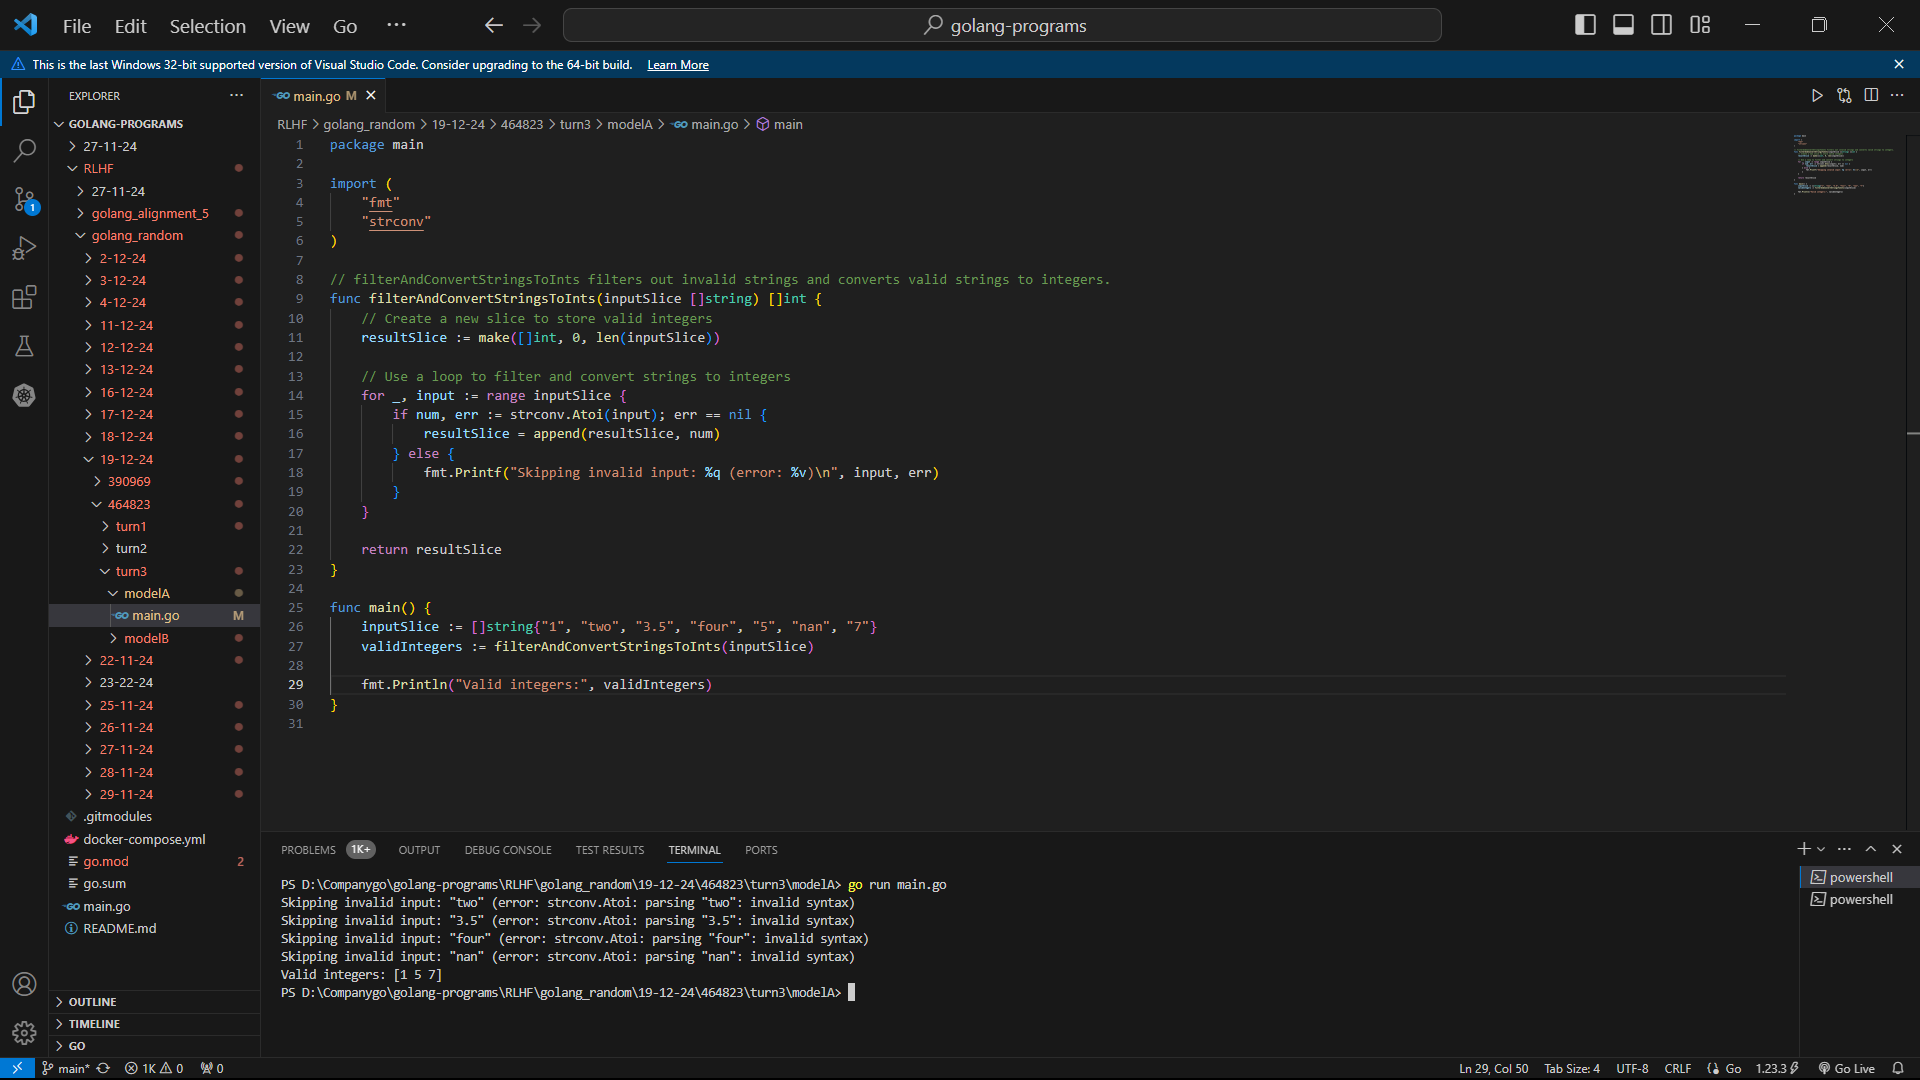 File Edit Selection View Go ··· golang-programs
This is the last Windows 32-bit supported version of Visual Studio Code. Consider upgrading to the 64-bit build. Learn More
EXPLORER ···
GOLANG-PROGRAMS
27-11-24
RLHF
27-11-24
golang_alignment_5
golang_random
2-12-24
3-12-24
4-12-24
11-12-24
12-12-24
13-12-24
16-12-24
17-12-24
18-12-24
19-12-24
390969
464823
turn1
turn2
turn3
modelA
main.go M
modelB
22-11-24
23-22-24
25-11-24
26-11-24
27-11-24
28-11-24
29-11-24
.gitmodules
docker-compose.yml
go.mod 2
go.sum
main.go
README.md
OUTLINE
TIMELINE
GO
1
main.go M
RLHF > golang_random > 19-12-24 > 464823 > turn3 > modelA > main.go > main
1 package main
2
3 import (
4 "fmt"
5 "strconv"
6 )
7
8 // filterAndConvertStringsToInts filters out invalid strings and converts valid strings to integers.
9 func filterAndConvertStringsToInts(inputSlice []string) []int {
10 // Create a new slice to store valid integers
11 resultSlice := make([]int, 0, len(inputSlice))
12
13 // Use a loop to filter and convert strings to integers
14 for _, input := range inputSlice {
15 if num, err := strconv.Atoi(input); err == nil {
16 resultSlice = append(resultSlice, num)
17 } else {
18 fmt.Printf("Skipping invalid input: %q (error: %v)\n", input, err)
19 }
20 }
21
22 return resultSlice
23 }
24
25 func main() {
26 inputSlice := []string{"1", "two", "3.5", "four", "5", "nan", "7"}
27 validIntegers := filterAndConvertStringsToInts(inputSlice)
28
29 fmt.Println("Valid integers:", validIntegers)
30 }
31
PROBLEMS 1K+ OUTPUT DEBUG CONSOLE TEST RESULTS TERMINAL PORTS
PS D:\Companygo\golang-programs\RLHF\golang_random\19-12-24\464823\turn3\modelA> go run main.go
Skipping invalid input: "two" (error: strconv.Atoi: parsing "two": invalid syntax)
Skipping invalid input: "3.5" (error: strconv.Atoi: parsing "3.5": invalid syntax)
Skipping invalid input: "four" (error: strconv.Atoi: parsing "four": invalid syntax)
Skipping invalid input: "nan" (error: strconv.Atoi: parsing "nan": invalid syntax)
Valid integers: [1 5 7]
PS D:\Companygo\golang-programs\RLHF\golang_random\19-12-24\464823\turn3\modelA>
powershell
powershell
main* 1K 0 0 Ln 29, Col 50 Tab Size: 4 UTF-8 CRLF Go 1.23.3 Go Live